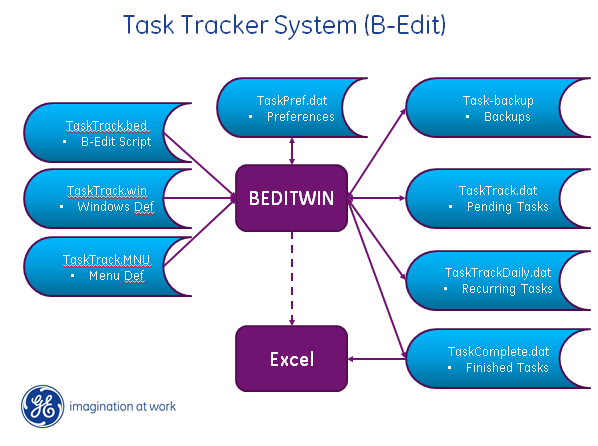 Task Tracker System (B-Edit)
TaskPref.dat
• Preferences
Task-backup
• Backups
TaskTrack.bed
• B-Edit Script
TaskTrack.win
• Windows Def
BEDITWIN
TaskTrack.dat
• Pending Tasks
TaskTrack.MNU
• Menu Def
TaskTrackDaily.dat
• Recurring Tasks
Excel
TaskComplete.dat
• Finished Tasks
GE imagination at work